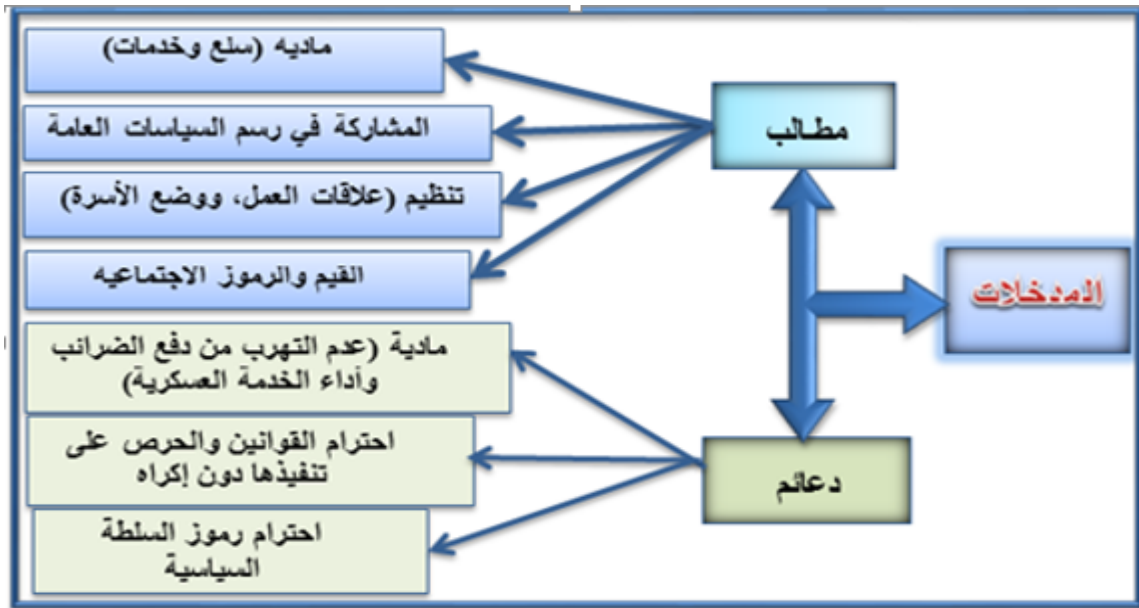 المدخلات
مطالب
مادیه (سلع وخدمات)
المشاركة في رسم السياسات العامة
تنظيم (علاقات العمل، ووضع الأسرة)
القيم والرموز الاجتماعيه
دعائم
مادية (عدم التهرب من دفع الضرائب
وأداء الخدمة العسكرية)
احترام القوانين والحرص على
تنفيذها دون إكراه
احترام رموز السلطة
السياسية